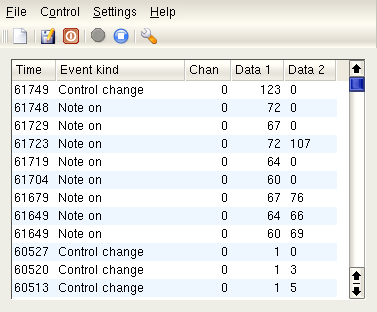 File Control Settings Help
Time Event kind Chan Data 1 Data 2
61749 Control change 0 123 0
61748 Note on 0 72 0
61729 Note on 0 67 0
61723 Note on 0 72 107
61719 Note on 0 64 0
61704 Note on 0 60 0
61679 Note on 0 67 76
61649 Note on 0 64 66
61649 Note on 0 60 69
60527 Control change 0 1 0
60520 Control change 0 1 3
60513 Control change 0 1 5